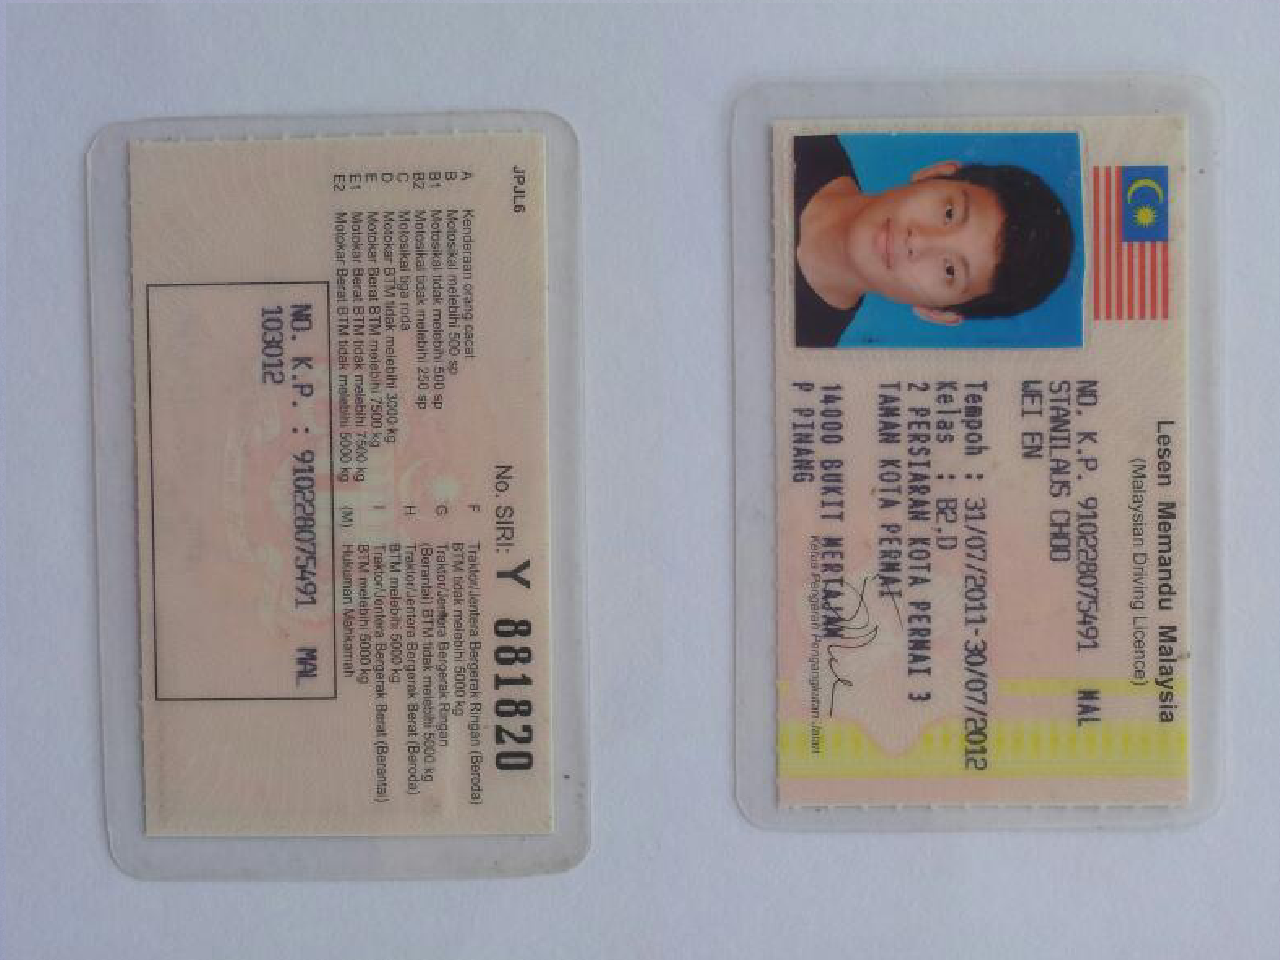 Lesen Memandu Malaysia
(Malaysian Driving Licence)
NO. K.P. 910228075491 MAL
STANILAUS CHOO
WEI EN
Tempoh : 31/07/2011-30/07/2012
Kelas : B2,D
2 PERSIARAN KOTA PERMAI 3
TAMAN KOTA PERMAI
14000 BUKIT MERTAJAM
P PINANG
Ketua Pengarah Pengangkutan Jalan
JPJL6
No. SIRI: Y 881820
A Kenderaan orang cacat
B Motosikal melebihi 500 sp
B1 Motosikal tidak melebihi 500 sp
B2 Motosikal tidak melebihi 250 sp
C Motosikal tiga roda
D Motokar BTM tidak melebihi 3000 kg
E Motokar Berat BTM melebihi 7500 kg
E1 Motokar Berat BTM tidak melebihi 7500 kg
E2 Motokar Berat BTM tidak melebihi 5000 kg
F Traktor/Jentera Bergerak Ringan (Beroda)
BTM tidak melebihi 5000 kg
G Traktor/Jentera Bergerak Ringan
(Berantai) BTM tidak melebihi 5000 kg
H Traktor/Jentera Bergerak Berat (Beroda)
BTM melebihi 5000 kg
I Traktor/Jentera Bergerak Berat (Berantai)
BTM melebihi 5000 kg
(M) Hukuman Mahkamah
NO. K.P. : 910228075491 MAL
103012